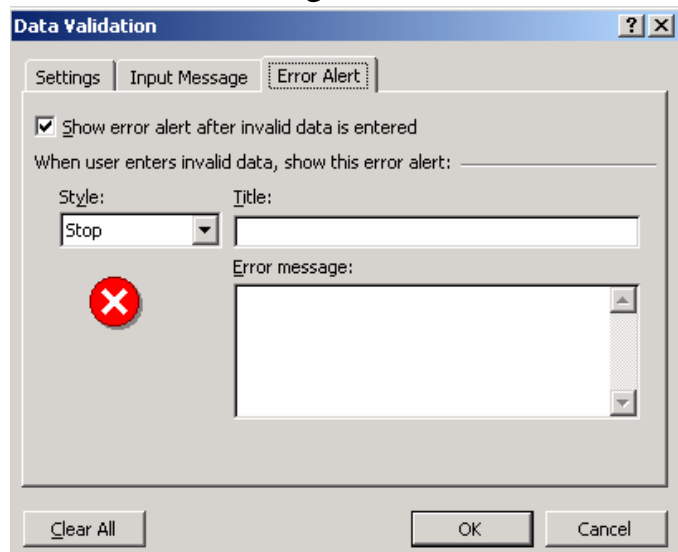 Data Validation
Settings Input Message Error Alert
Show error alert after invalid data is entered
When user enters invalid data, show this error alert:
Style: Title:
Stop
Error message:
Clear All OK Cancel